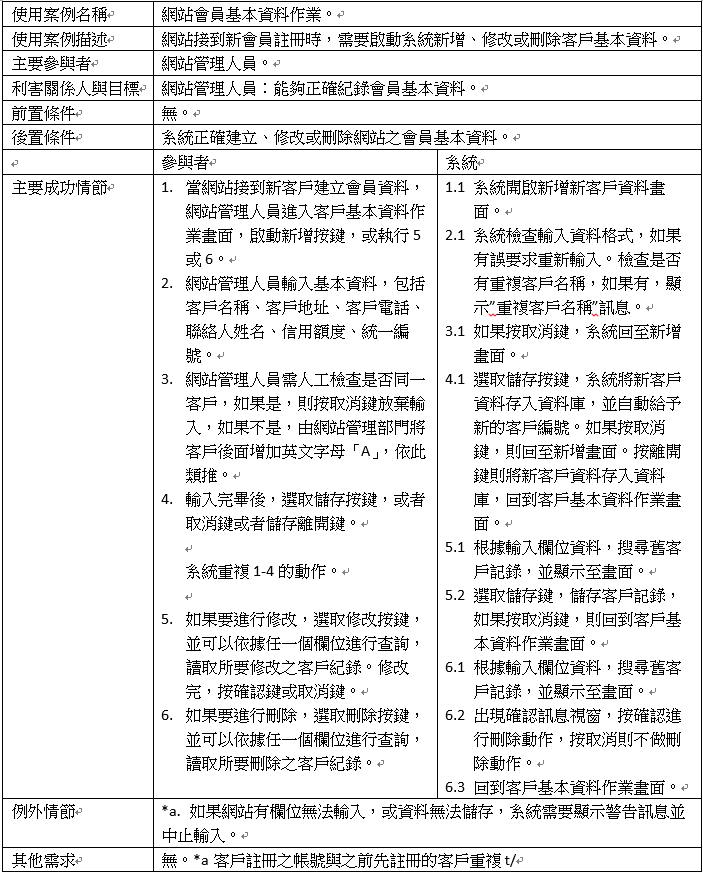 使用案例名稱 網站會員基本資料作業。
使用案例描述 網站接到新會員註冊時，需要啟動系統新增、修改或刪除客戶基本資料。
主要參與者 網站管理人員。
利害關係人與目標 網站管理人員：能夠正確紀錄會員基本資料。
前置條件 無。
後置條件 系統正確建立、修改或刪除網站之會員基本資料。
參與者 系統
主要成功情節
1. 當網站接到新客戶建立會員資料，
網站管理人員進入客戶基本資料作
業畫面，啟動新增按鍵，或執行 5
或 6。
2. 網站管理人員輸入基本資料，包括
客戶名稱、客戶地址、客戶電話、
聯絡人姓名、信用額度、統一編
號。
3. 網站管理人員需人工檢查是否同一
客戶，如果是，則按取消鍵放棄輸
入，如果不是，由網站管理部門將
客戶後面增加英文字母「A」，依此
類推。
4. 輸入完畢後，選取儲存按鍵，或者
取消鍵或者儲存離開鍵。
系統重複 1-4 的動作。
5. 如果要進行修改，選取修改按鍵，
並可以依據任一個欄位進行查詢，
讀取所要修改之客戶紀錄。修改
完，按確認鍵或取消鍵。
6. 如果要進行刪除，選取刪除按鍵，
並可以依據任一個欄位進行查詢，
讀取所要刪除之客戶紀錄。
1.1 系統開啟新增新客戶資料畫
面。
2.1 系統檢查輸入資料格式，如果
有誤要求重新輸入。檢查是否
有重複客戶名稱，如果有，顯
示”重複客戶名稱”訊息。
3.1 如果按取消鍵，系統回至新增
畫面。
4.1 選取儲存按鍵，系統將新客戶
資料存入資料庫，並自動給予
新的客戶編號。如果按取消
鍵，則回至新增畫面。按離開
鍵則將新客戶資料存入資料
庫，回到客戶基本資料作業畫
面。
5.1 根據輸入欄位資料，搜尋舊客
戶記錄，並顯示至畫面。
5.2 選取儲存鍵，儲存客戶記錄，
如果按取消鍵，則回到客戶基
本資料作業畫面。
6.1 根據輸入欄位資料，搜尋舊客
戶記錄，並顯示至畫面。
6.2 出現確認訊息視窗，按確認進
行刪除動作，按取消則不做刪
除動作。
6.3 回到客戶基本資料作業畫面。
例外情節 *a. 如果網站有欄位無法輸入，或資料無法儲存，系統需要顯示警告訊息並
中止輸入。
其他需求 無。*a 客戶註冊之帳號與之前先註冊的客戶重複 t/